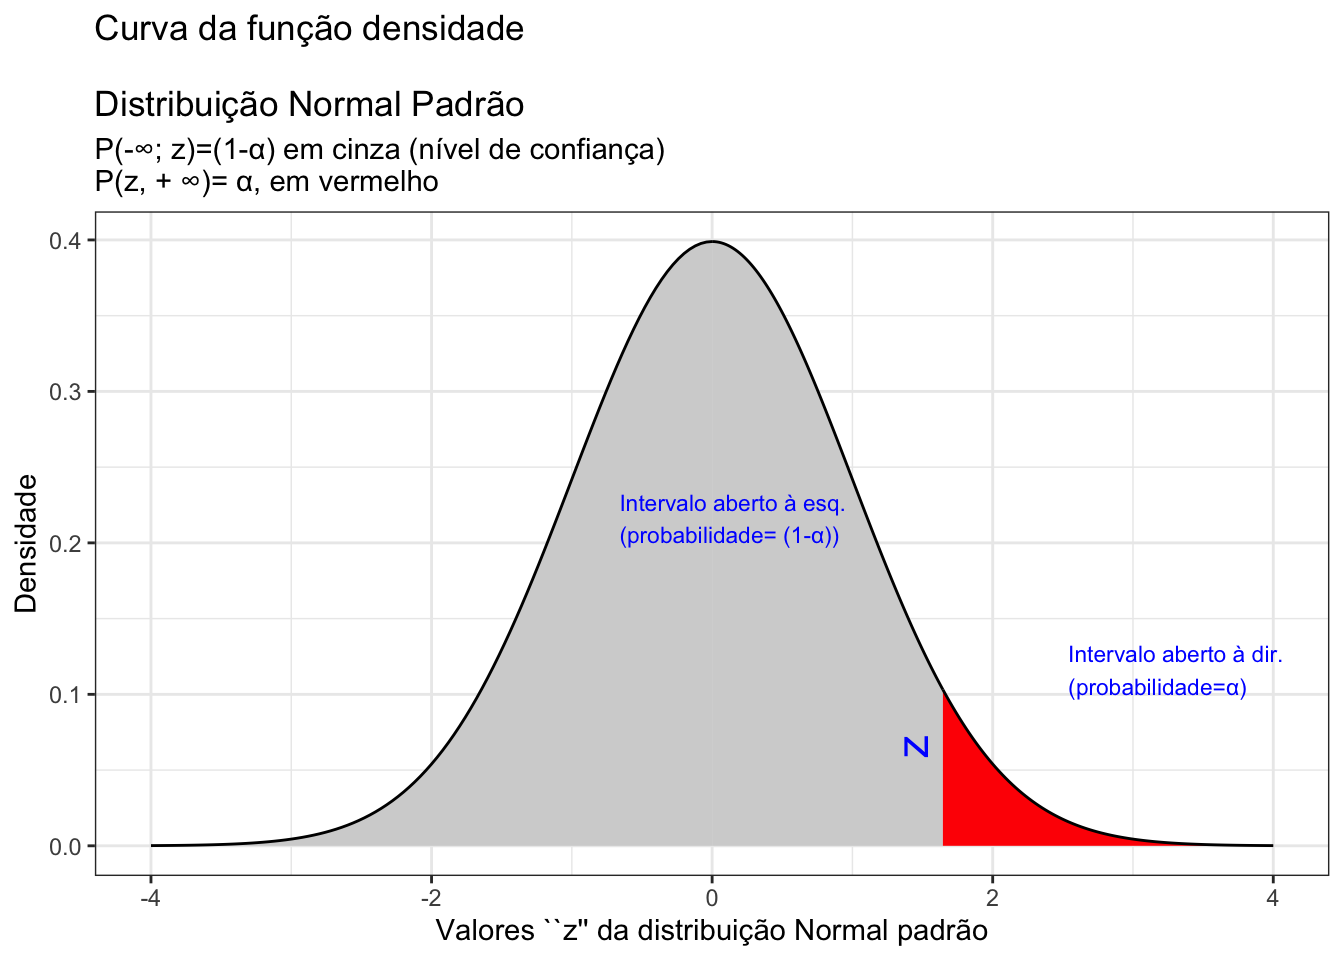 Curva da função densidade
Distribuição Normal Padrão
P(-∞; z)=(1-α) em cinza (nível de confiança)
P(z, + ∞)= α, em vermelho
0.4
0.3
0.2
0.1
0.0
Densidade
Intervalo aberto à esq.
(probabilidade= (1-α))
Intervalo aberto à dir.
(probabilidade=α)
z
-4
-2
0
2
4
Valores ``z'' da distribuição Normal padrão